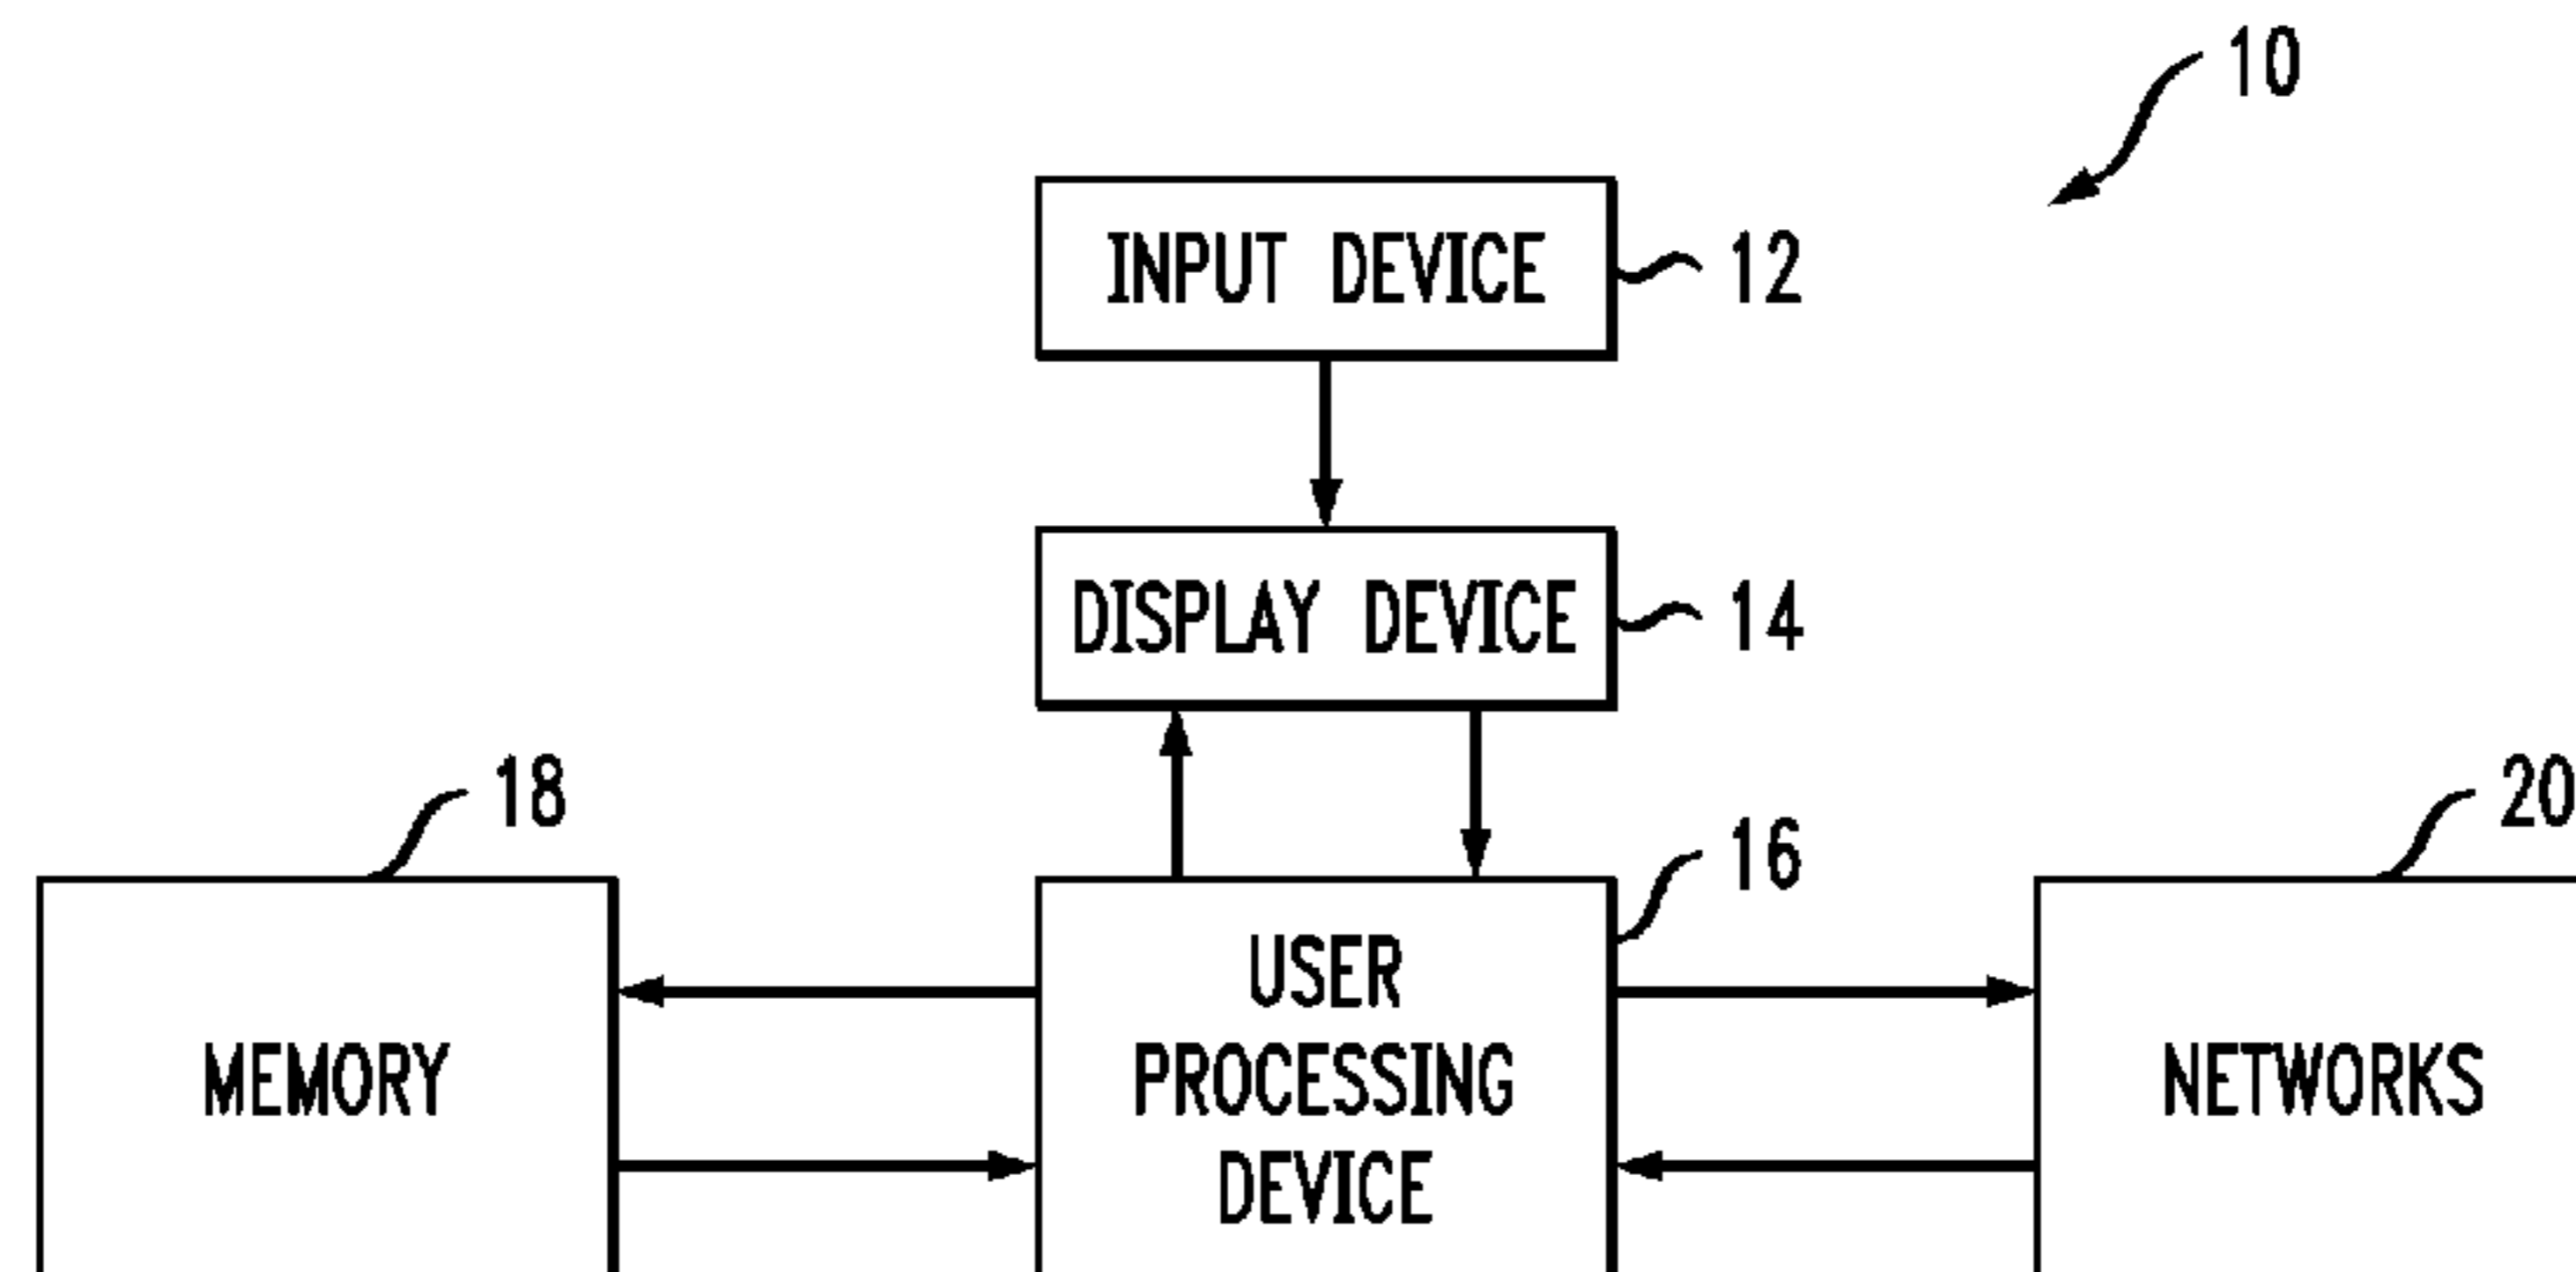 10
INPUT DEVICE
12
DISPLAY DEVICE
14
18
16
20
USER
PROCESSING
DEVICE
MEMORY
NETWORKS